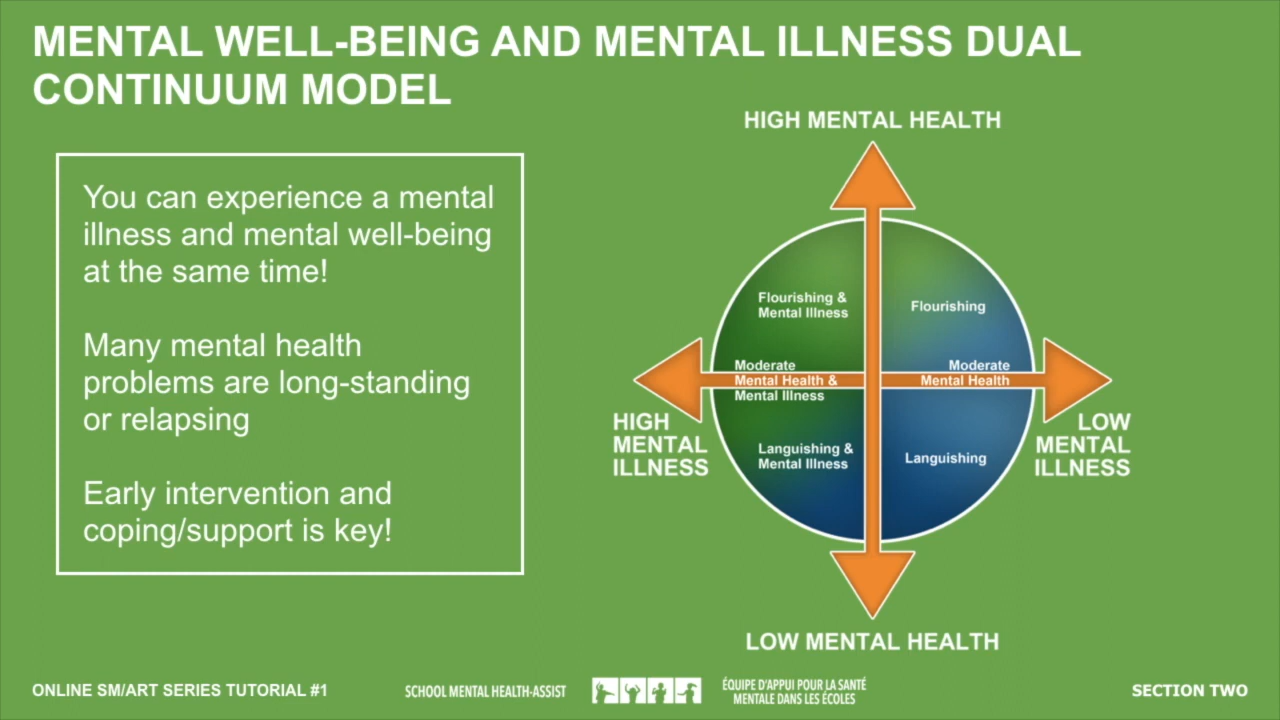 MENTAL WELL-BEING AND MENTAL ILLNESS DUAL
CONTINUUM MODEL
You can experience a mental
illness and mental well-being
at the same time!
Many mental health
problems are long-standing
or relapsing
Early intervention and
coping/support is key!
HIGH MENTAL HEALTH
Flourishing &
Mental Illness
Flourishing
Moderate
Mental Health &
Mental Illness
Moderate
Mental Health
HIGH
MENTAL
ILLNESS
LOW
MENTAL
ILLNESS
Languishing &
Mental Illness
Languishing
LOW MENTAL HEALTH
ONLINE SM/ART SERIES TUTORIAL #1
SCHOOL MENTAL HEALTH-ASSIST
ÉQUIPE D'APPUI POUR LA SANTÉ
MENTALE DANS LES ÉCOLES
SECTION TWO